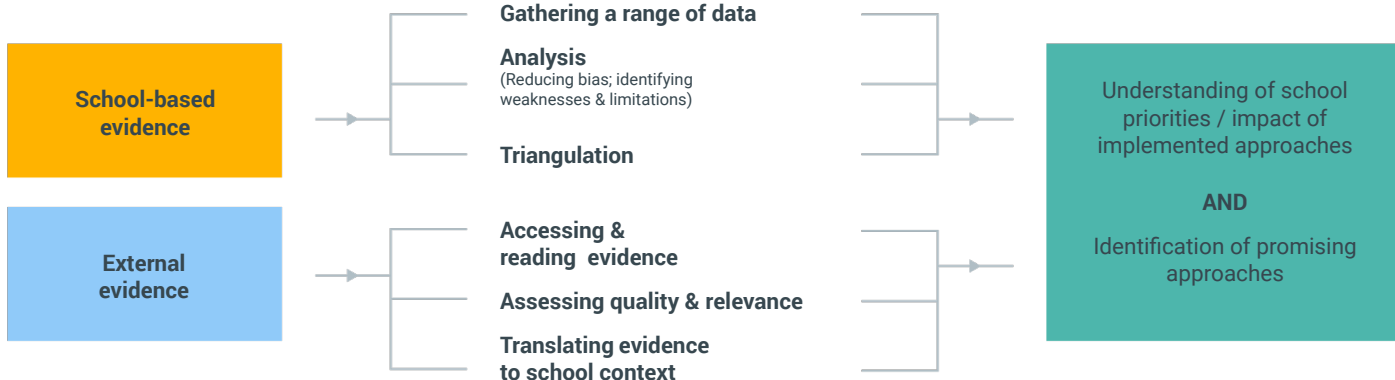 School-based
evidence
Gathering a range of data
Analysis
(Reducing bias; identifying
weaknesses & limitations)
Triangulation
External
evidence
Accessing &
reading evidence
Assessing quality & relevance
Translating evidence
to school context
Understanding of school
priorities / impact of
implemented approaches
AND
Identification of promising
approaches